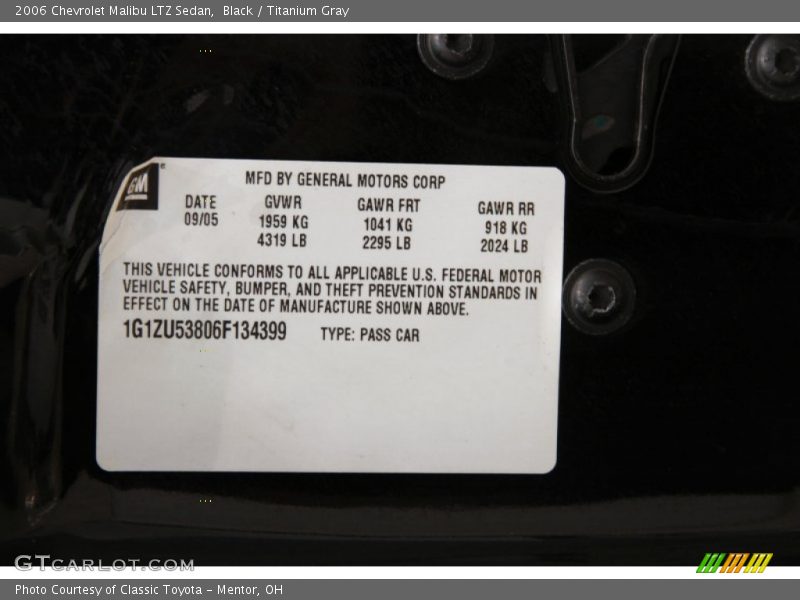 2006 Chevrolet Malibu LTZ Sedan,  Black / Titanium Gray
GM
MFD BY GENERAL MOTORS CORP
DATE GVWR GAWR FRT GAWR RR
09/05 1959 KG 1041 KG 918 KG
4319 LB 2295 LB 2024 LB
THIS VEHICLE CONFORMS TO ALL APPLICABLE U.S. FEDERAL MOTOR
VEHICLE SAFETY, BUMPER, AND THEFT PREVENTION STANDARDS IN
EFFECT ON THE DATE OF MANUFACTURE SHOWN ABOVE.
1G1ZU53806F134399 TYPE: PASS CAR
GTCARLOT.COM
Photo Courtesy of Classic Toyota - Mentor, OH